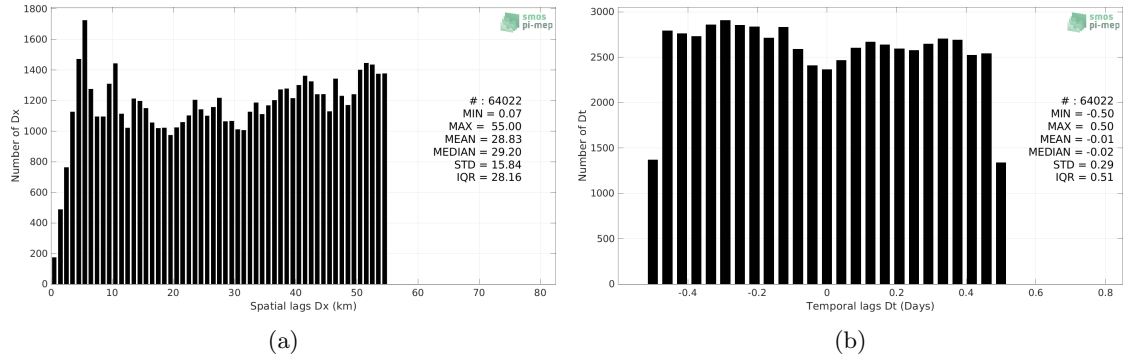 1800
1600
1400
1200
1000
800
600
400
200
0
0 10 20 30 40 50 60 70 80
Number of Dx
Spatial lags Dx (km)
smos
pi-mep
# : 64022
MIN = 0.07
MAX = 55.00
MEAN = 28.83
MEDIAN = 29.20
STD = 15.84
IQR = 28.16
(a)
3000
2500
2000
1500
1000
500
0
-0.4 -0.2 0 0.2 0.4 0.6 0.8
Number of Dt
Temporal lags Dt (Days)
smos
pi-mep
# : 64022
MIN = -0.50
MAX = 0.50
MEAN = -0.01
MEDIAN = -0.02
STD = 0.29
IQR = 0.51
(b)